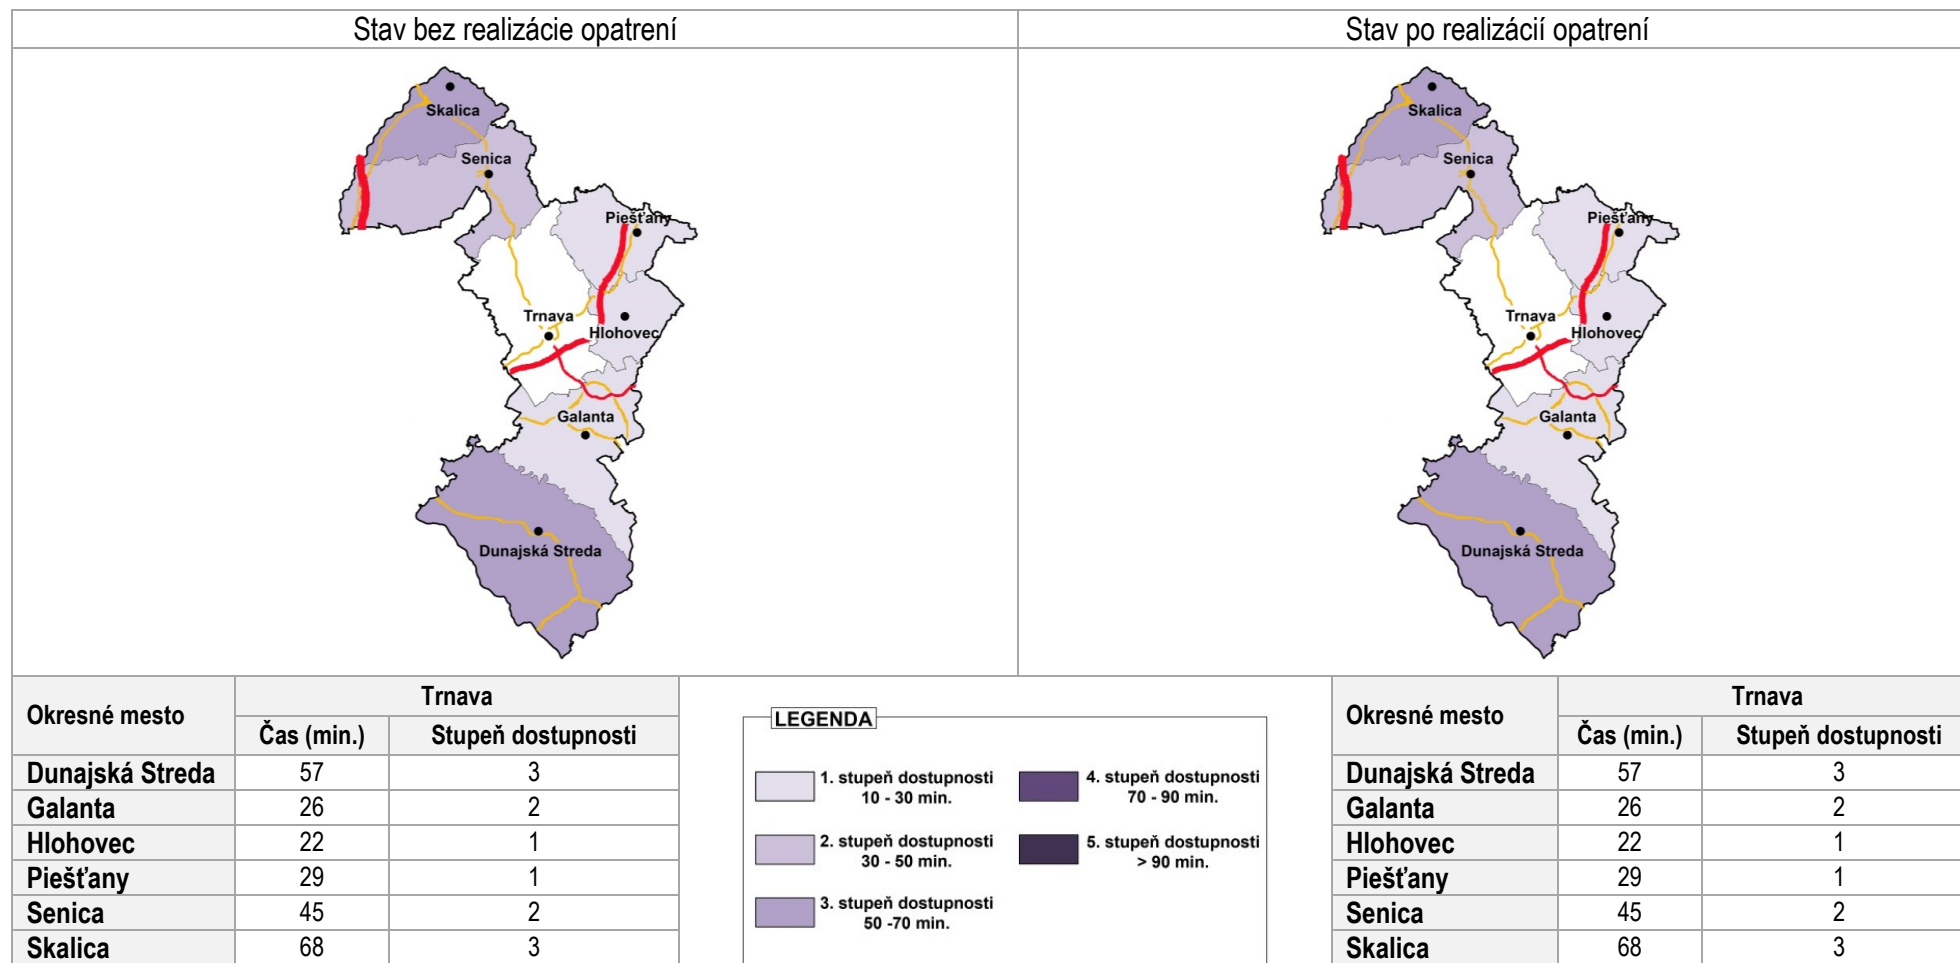 Stav bez realizácie opatrení
Stav po realizácií opatrení
Skalica
Senica
Piešťany
Trnava
Hlohovec
Galanta
Dunajská Streda
Skalica
Senica
Piešťany
Trnava
Hlohovec
Galanta
Dunajská Streda
Okresné mesto
Trnava
Čas (min.) Stupeň dostupnosti
Dunajská Streda 57 3
Galanta 26 2
Hlohovec 22 1
Piešťany 29 1
Senica 45 2
Skalica 68 3
LEGENDA
1. stupeň dostupnosti
10 - 30 min.
2. stupeň dostupnosti
30 - 50 min.
3. stupeň dostupnosti
50 -70 min.
4. stupeň dostupnosti
70 - 90 min.
5. stupeň dostupnosti
> 90 min.
Okresné mesto
Trnava
Čas (min.) Stupeň dostupnosti
Dunajská Streda 57 3
Galanta 26 2
Hlohovec 22 1
Piešťany 29 1
Senica 45 2
Skalica 68 3